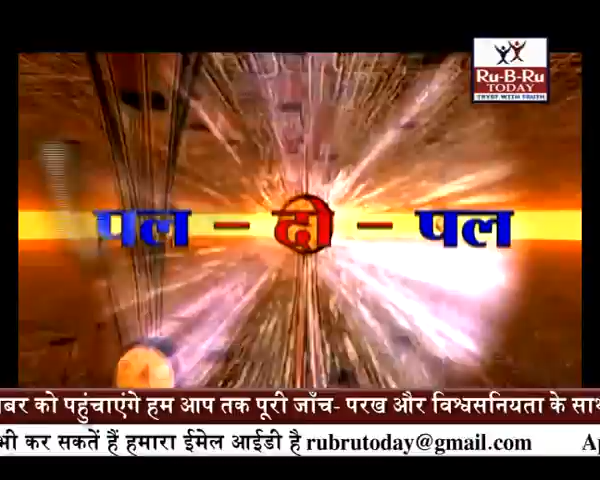 Ru-B-Ru
TODAY
TRYST WITH TRUTH
पल - दो - पल
बर को पहुंचाएंगे हम आप तक पूरी जाँच- परख और विश्वसनियता के साथ
भी कर सकतें हैं हमारा ईमेल आईडी है rubrutoday@gmail.com